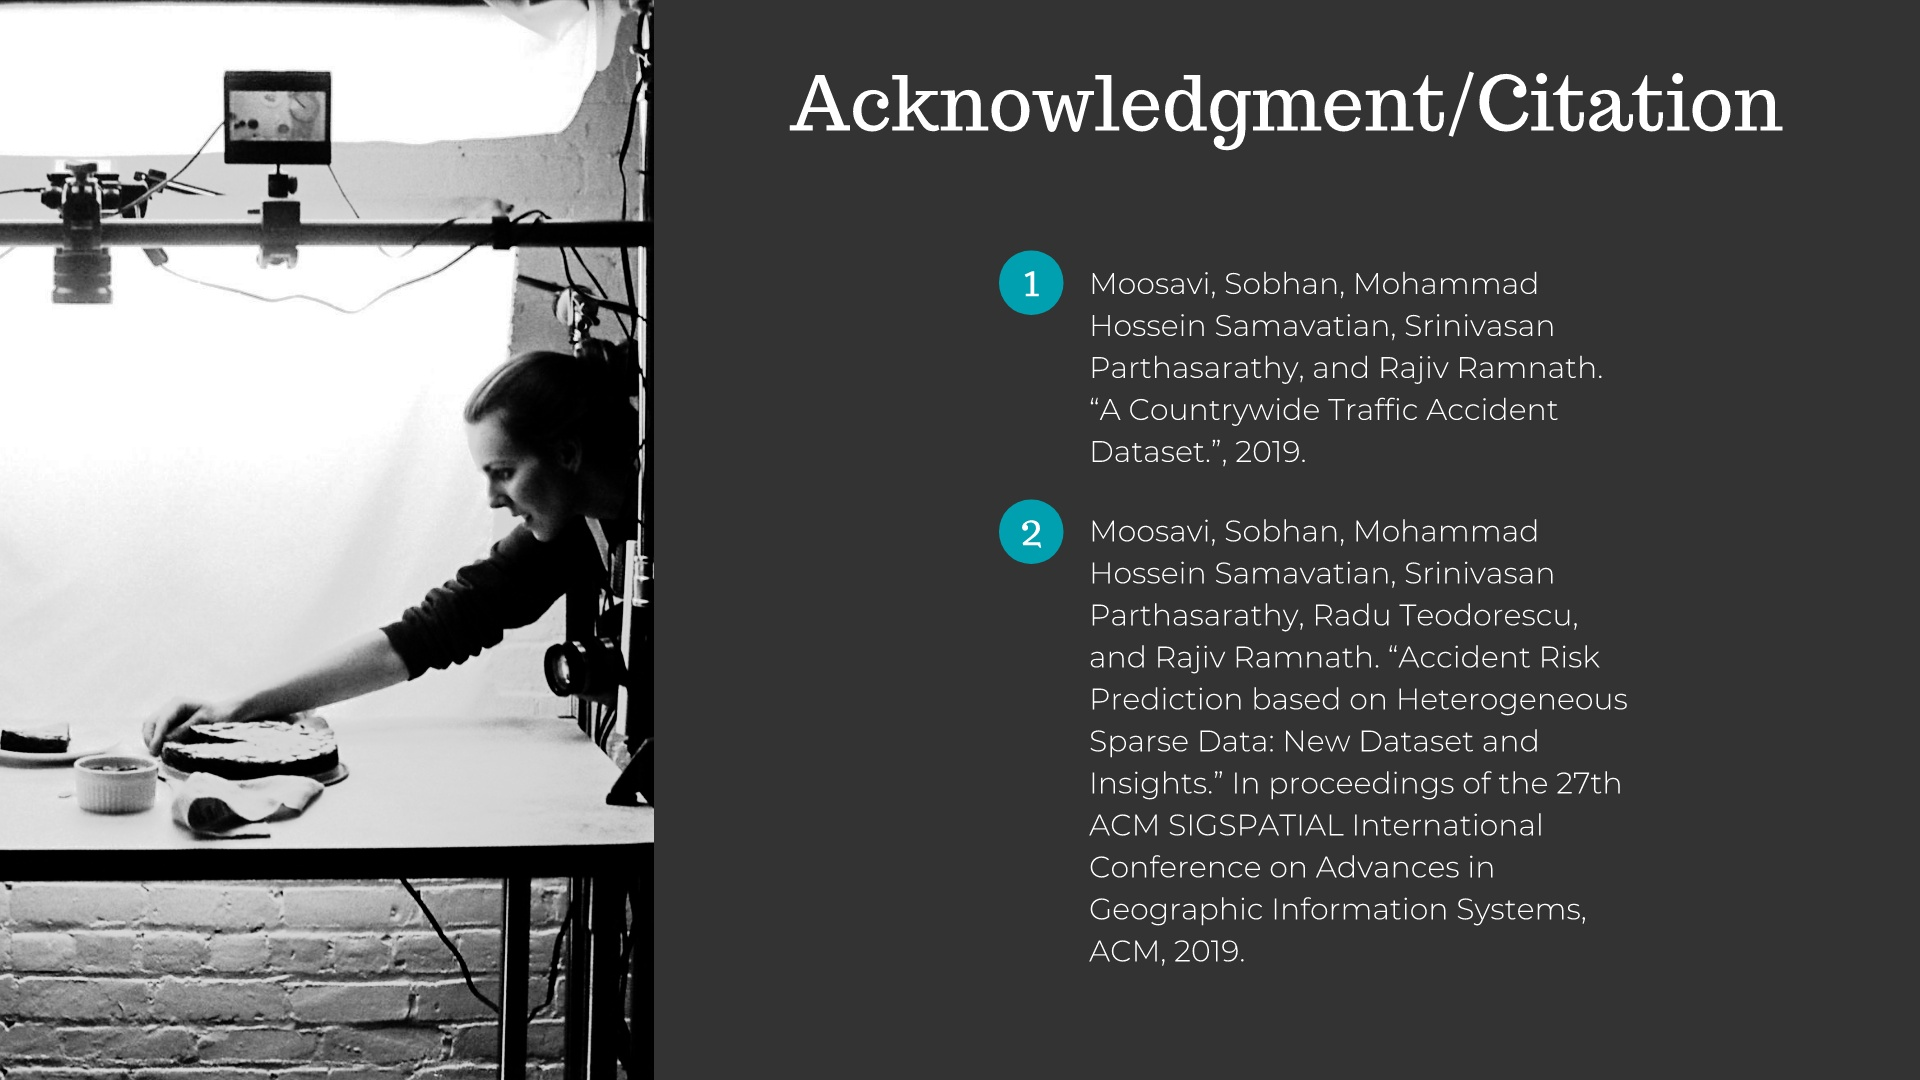 Acknowledgment/Citation
1
Moosavi, Sobhan, Mohammad
Hossein Samavatian, Srinivasan
Parthasarathy, and Rajiv Ramnath.
“A Countrywide Traffic Accident
Dataset.”, 2019.
2
Moosavi, Sobhan, Mohammad
Hossein Samavatian, Srinivasan
Parthasarathy, Radu Teodorescu,
and Rajiv Ramnath. “Accident Risk
Prediction based on Heterogeneous
Sparse Data: New Dataset and
Insights.” In proceedings of the 27th
ACM SIGSPATIAL International
Conference on Advances in
Geographic Information Systems,
ACM, 2019.